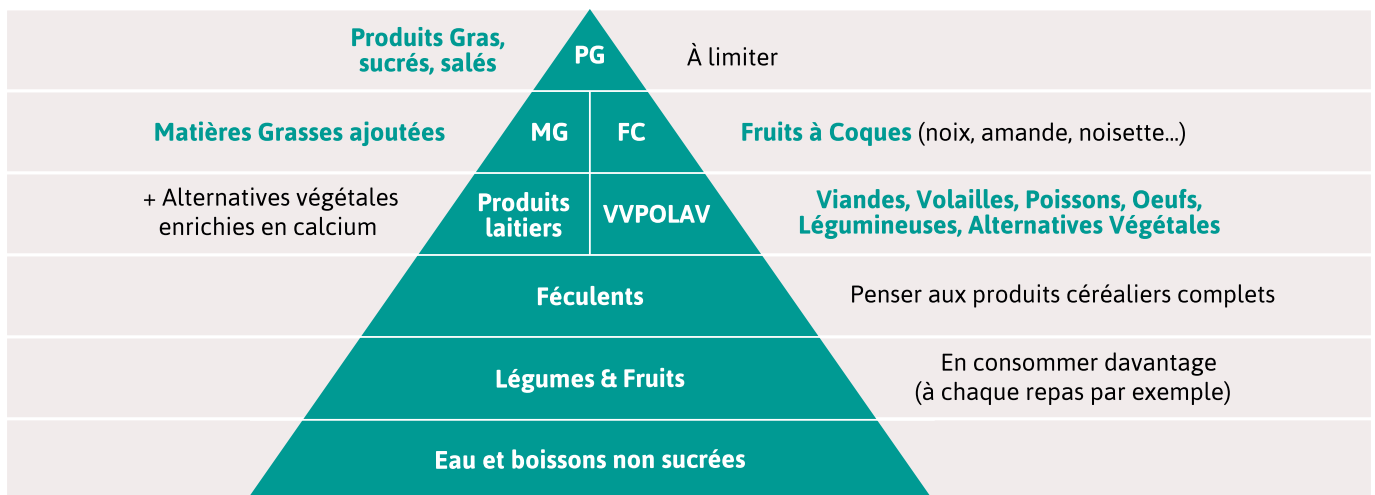 Produits Gras,
sucrés, salés
PG
À limiter
Matières Grasses ajoutées
MG
FC
Fruits à Coques (noix, amande, noisette...)
+ Alternatives végétales
enrichies en calcium
Produits
laitiers
VVPOLAV
Viandes, Volailles, Poissons, Oeufs,
Légumineuses, Alternatives Végétales
Féculents
Penser aux produits céréaliers complets
Légumes & Fruits
En consommer davantage
(à chaque repas par exemple)
Eau et boissons non sucrées